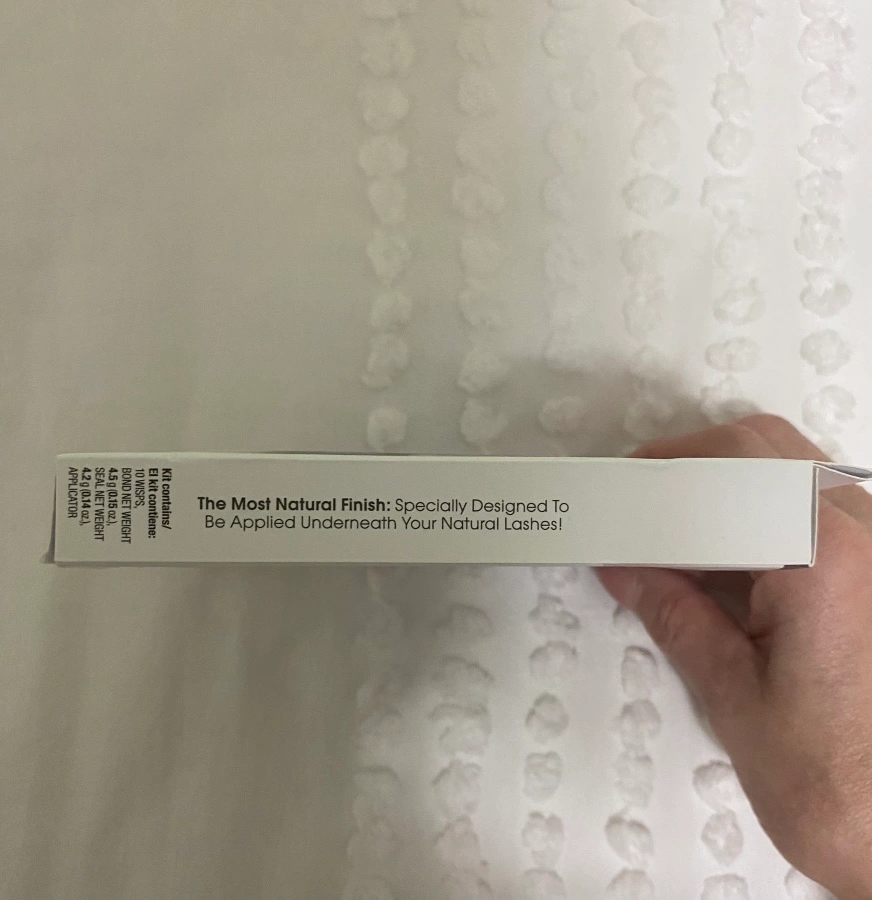 Kit contains/
El kit contiene:
10 WISPS,
BOND NET WEIGHT
4.5 g (0.15 oz.),
SEAL NET WEIGHT
4.2 g (0.14 oz.),
APPLICATOR
The Most Natural Finish: Specially Designed To
Be Applied Underneath Your Natural Lashes!